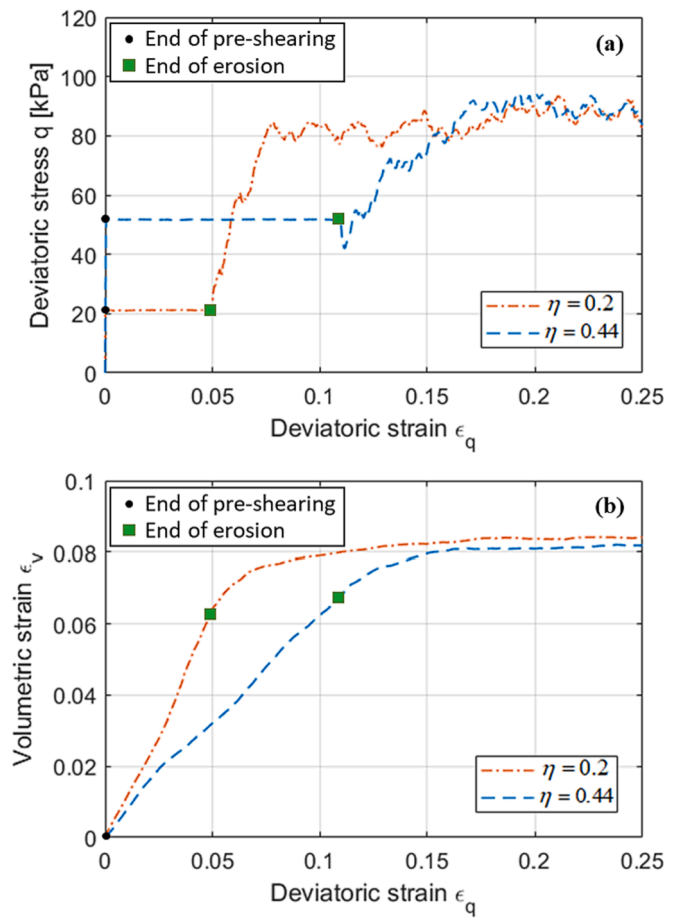 120
100
80
60
40
20
0
Deviatoric stress q [kPa]
End of pre-shearing
End of erosion
(a)
η = 0.2
η = 0.44
0 0.05 0.1 0.15 0.2 0.25
Deviatoric strain ϵq
0.1
0.08
0.06
0.04
0.02
0
Volumetric strain ϵv
End of pre-shearing
End of erosion
(b)
η = 0.2
η = 0.44
0 0.05 0.1 0.15 0.2 0.25
Deviatoric strain ϵq